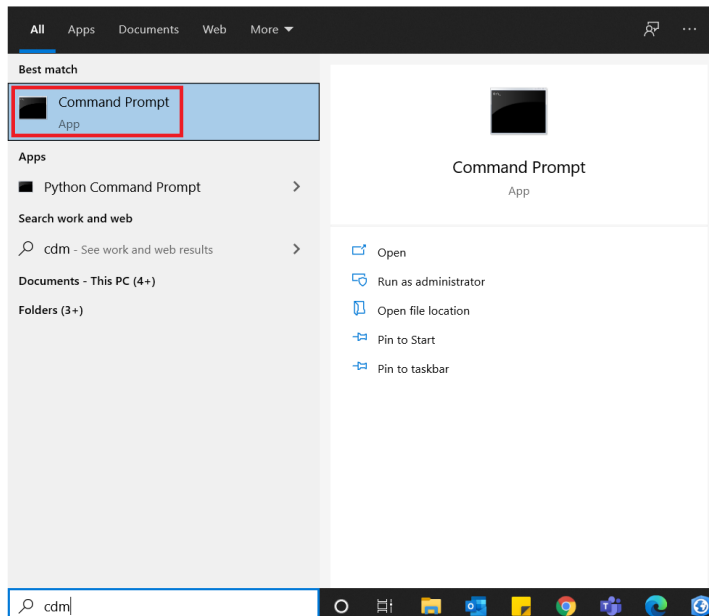 All Apps Documents Web More
Best match
Command Prompt
App
Apps
Python Command Prompt
Search work and web
cdm - See work and web results
Documents - This PC (4+)
Folders (3+)
Command Prompt
App
Open
Run as administrator
Open file location
Pin to Start
Pin to taskbar
cdm